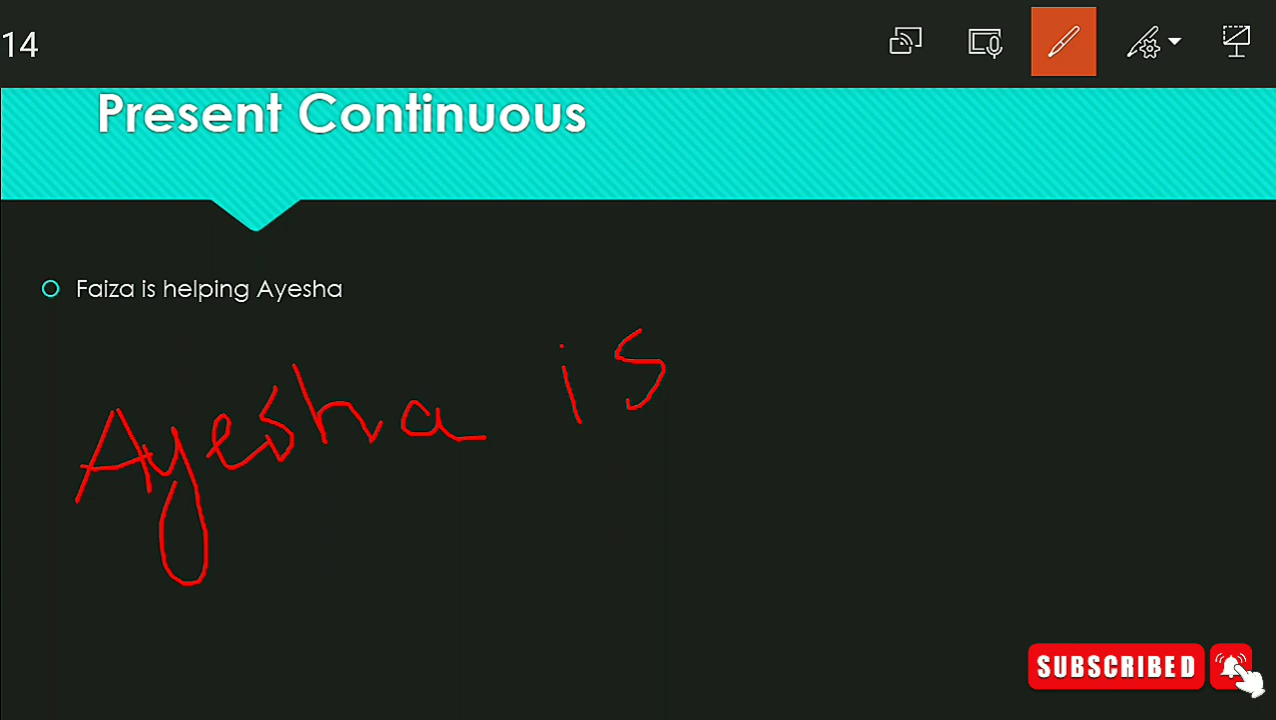 14
Present Continuous
Faiza is helping Ayesha
Ayesha is
SUBSCRIBED